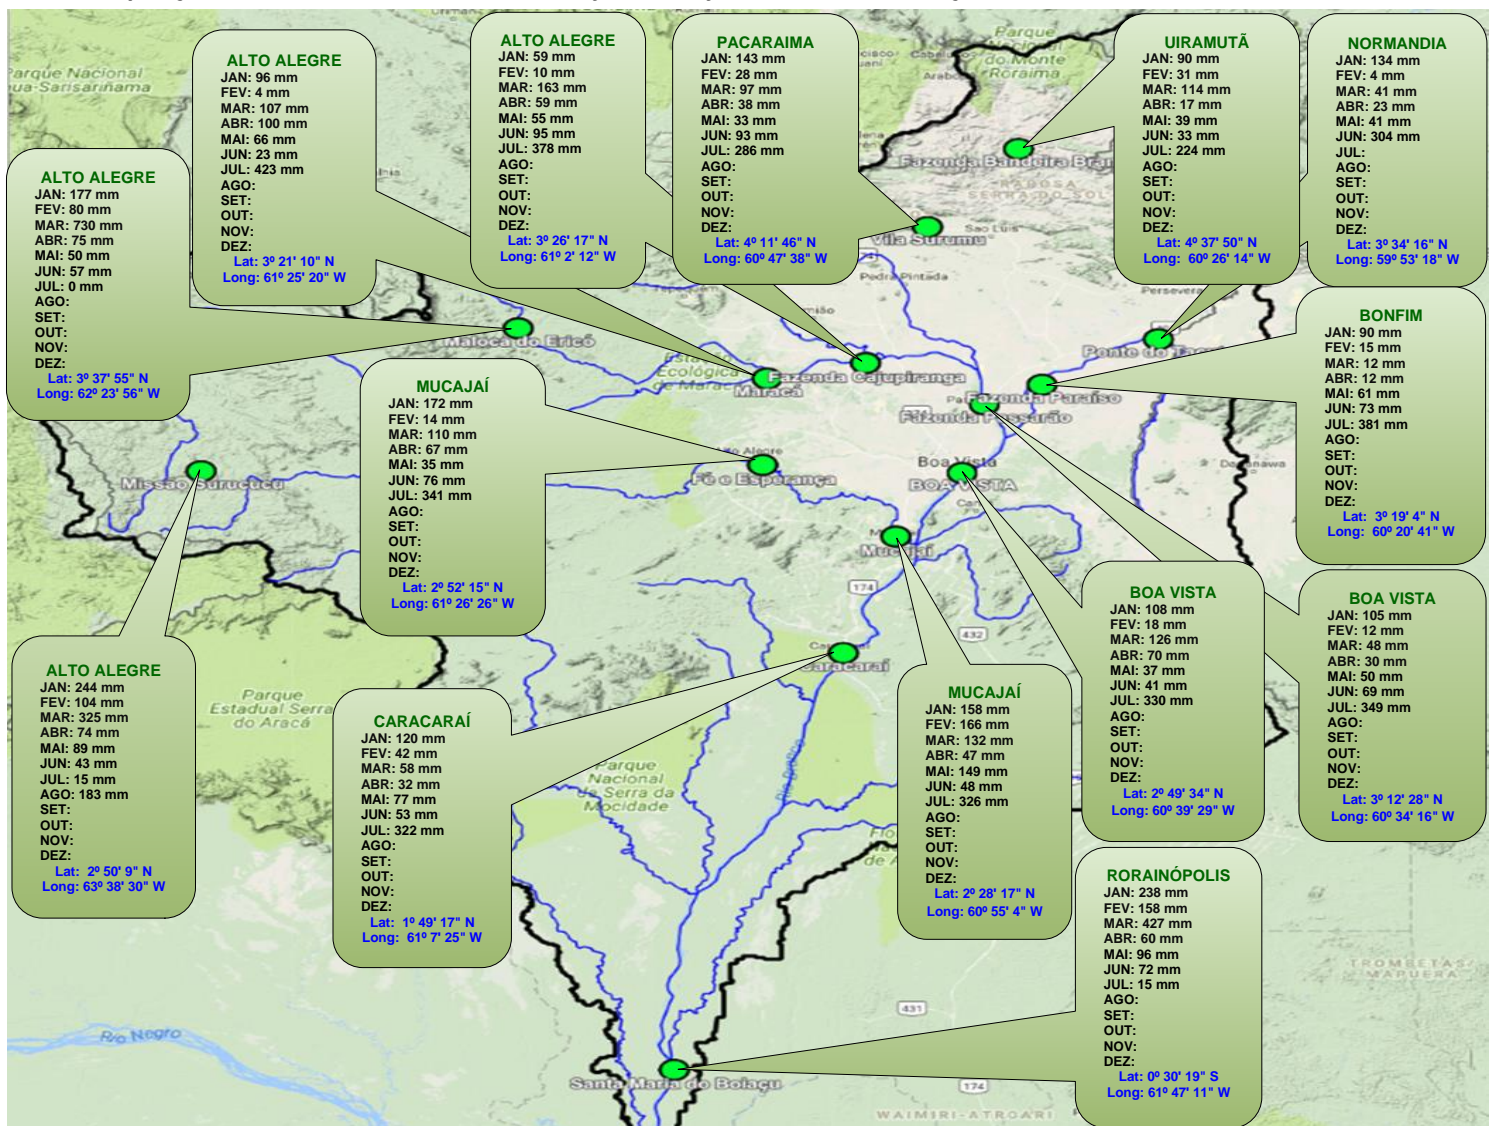 ALTO ALEGRE
JAN: 96 mm
FEV: 4 mm
MAR: 107 mm
ABR: 100 mm
MAI: 66 mm
JUN: 23 mm
JUL: 423 mm
AGO:
SET:
OUT:
NOV:
DEZ:
Lat: 3º 21' 10" N
Long: 61º 25' 20" W
ALTO ALEGRE
JAN: 59 mm
FEV: 10 mm
MAR: 163 mm
ABR: 59 mm
MAI: 55 mm
JUN: 95 mm
JUL: 378 mm
AGO:
SET:
OUT:
NOV:
DEZ:
Lat: 3º 26' 17" N
Long: 61º 2' 12" W
PACARAIMA
JAN: 143 mm
FEV: 28 mm
MAR: 97 mm
ABR: 38 mm
MAI: 33 mm
JUN: 93 mm
JUL: 286 mm
AGO:
SET:
OUT:
NOV:
DEZ:
Lat: 4º 11' 46" N
Long: 60º 47' 38" W
UIRAMUTÃ
JAN: 90 mm
FEV: 31 mm
MAR: 114 mm
ABR: 17 mm
MAI: 39 mm
JUN: 33 mm
JUL: 224 mm
AGO:
SET:
OUT:
NOV:
DEZ:
Lat: 4º 37' 50" N
Long: 60º 26' 14" W
NORMANDIA
JAN: 134 mm
FEV: 4 mm
MAR: 41 mm
ABR: 23 mm
MAI: 41 mm
JUN: 304 mm
JUL:
AGO:
SET:
OUT:
NOV:
DEZ:
Lat: 3º 34' 16" N
Long: 59º 53' 18" W
ALTO ALEGRE
JAN: 177 mm
FEV: 80 mm
MAR: 730 mm
ABR: 75 mm
MAI: 50 mm
JUN: 57 mm
JUL: 0 mm
AGO:
SET:
OUT:
NOV:
DEZ:
Lat: 3º 37' 55" N
Long: 62º 23' 56" W
MUCAJAÍ
JAN: 172 mm
FEV: 14 mm
MAR: 110 mm
ABR: 67 mm
MAI: 35 mm
JUN: 76 mm
JUL: 341 mm
AGO:
SET:
OUT:
NOV:
DEZ:
Lat: 2º 52' 15" N
Long: 61º 26' 26" W
BONFIM
JAN: 90 mm
FEV: 15 mm
MAR: 12 mm
ABR: 12 mm
MAI: 61 mm
JUN: 73 mm
JUL: 381 mm
AGO:
SET:
OUT:
NOV:
DEZ:
Lat: 3º 19' 4" N
Long: 60º 20' 41" W
ALTO ALEGRE
JAN: 244 mm
FEV: 104 mm
MAR: 325 mm
ABR: 74 mm
MAI: 89 mm
JUN: 43 mm
JUL: 15 mm
AGO: 183 mm
SET:
OUT:
NOV:
DEZ:
Lat: 2º 50' 9" N
Long: 63º 38' 30" W
CARACARAÍ
JAN: 120 mm
FEV: 42 mm
MAR: 58 mm
ABR: 32 mm
MAI: 77 mm
JUN: 53 mm
JUL: 322 mm
AGO:
SET:
OUT:
NOV:
DEZ:
Lat: 1º 49' 17" N
Long: 61º 7' 25" W
MUCAJAÍ
JAN: 158 mm
FEV: 166 mm
MAR: 132 mm
ABR: 47 mm
MAI: 149 mm
JUN: 48 mm
JUL: 326 mm
AGO:
SET:
OUT:
NOV:
DEZ:
Lat: 2º 28' 17" N
Long: 60º 55' 4" W
BOA VISTA
JAN: 108 mm
FEV: 18 mm
MAR: 126 mm
ABR: 70 mm
MAI: 37 mm
JUN: 41 mm
JUL: 330 mm
AGO:
SET:
OUT:
NOV:
DEZ:
Lat: 2º 49' 34" N
Long: 60º 39' 29" W
BOA VISTA
JAN: 105 mm
FEV: 12 mm
MAR: 48 mm
ABR: 30 mm
MAI: 50 mm
JUN: 69 mm
JUL: 349 mm
AGO:
SET:
OUT:
NOV:
DEZ:
Lat: 3º 12' 28" N
Long: 60º 34' 16" W
RORAINÓPOLIS
JAN: 238 mm
FEV: 158 mm
MAR: 427 mm
ABR: 60 mm
MAI: 96 mm
JUN: 72 mm
JUL: 15 mm
AGO:
SET:
OUT:
NOV:
DEZ:
Lat: 0º 30' 19" S
Long: 61º 47' 11" W
Parque Nacional
Parque
do Monte
Roraima
Fazenda Bandeira Bran
SERRA DO SOL
Vila Surumu
Sao Luis
Pedra Pintada
Maloca do Ericó
Ponte do
Ecológica
de Maracá
Maracá
Fazenda Cajupiranga
Fazenda Paraiso
Fazenda Passarão
Alegre
Fé e Esperança
Boa Vista
BOA VISTA
Missão Surucucu
Mucajaí
174
432
Caracaraí
Parque
Estadual Serra
do Aracá
Parque
Nacional
da Serra da
Mocidade
Rio Branco
Rio Negro
431
TROMBETAS/
MAPUERA
Santa Maria do Boiaçu
174
WAIMIRI-ATROARI